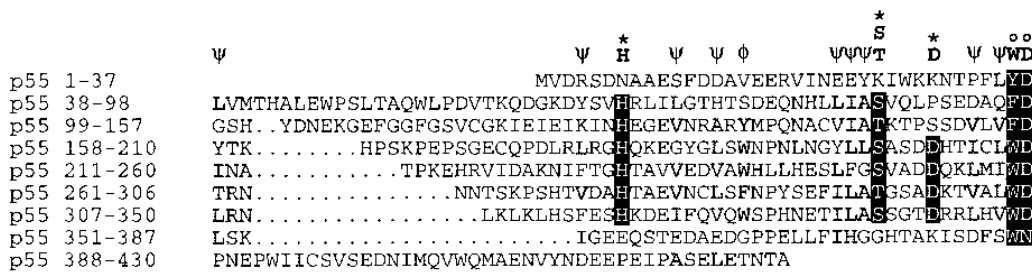 * *
S
ψ ψ H ψ ψ ϕ ψψψ T D ψ ψ WD
p55 1-37 MVDRSDNAAESFDDAVEERVINEEYKIWKKNTPFLYD
p55 38-98 LVMTHALEWPSLTAQWLPDVTKQDGKDYSVHRLILGTHTSDEQNHLLIASVQLPSEDAQFD
p55 99-157 GSH..YDNEKGEFGGFGSVCGKIEIEIKINHEGEVNRARYMPQNACVIATKTPSSDVLVFD
p55 158-210 YTK........HPSKPEPSGECQPDLRLRGHQKEGYGLSWNPNLNGYLLSASDDHTICLWD
p55 211-260 INA...........TPKEHRVIDAKNIFTGHTAVVEDVAWHLLHESLFGSVADDQKLMIWD
p55 261-306 TRN...............NNTSKPSHTVDAHTAEVNCLSFNPYSEFILATGSADKTVALWD
p55 307-350 LRN.................LKLKLHSFESHKDEIFQVQWSPHNETILASSGTDRRLHVWD
p55 351-387 LSK........................IGEEQSTEDAEDGPPELLFIHGGHTAKISDFSWN
p55 388-430 PNEPWIICSVSEDNIMQVWQMAENVYNDEEPEIPASELETNTA